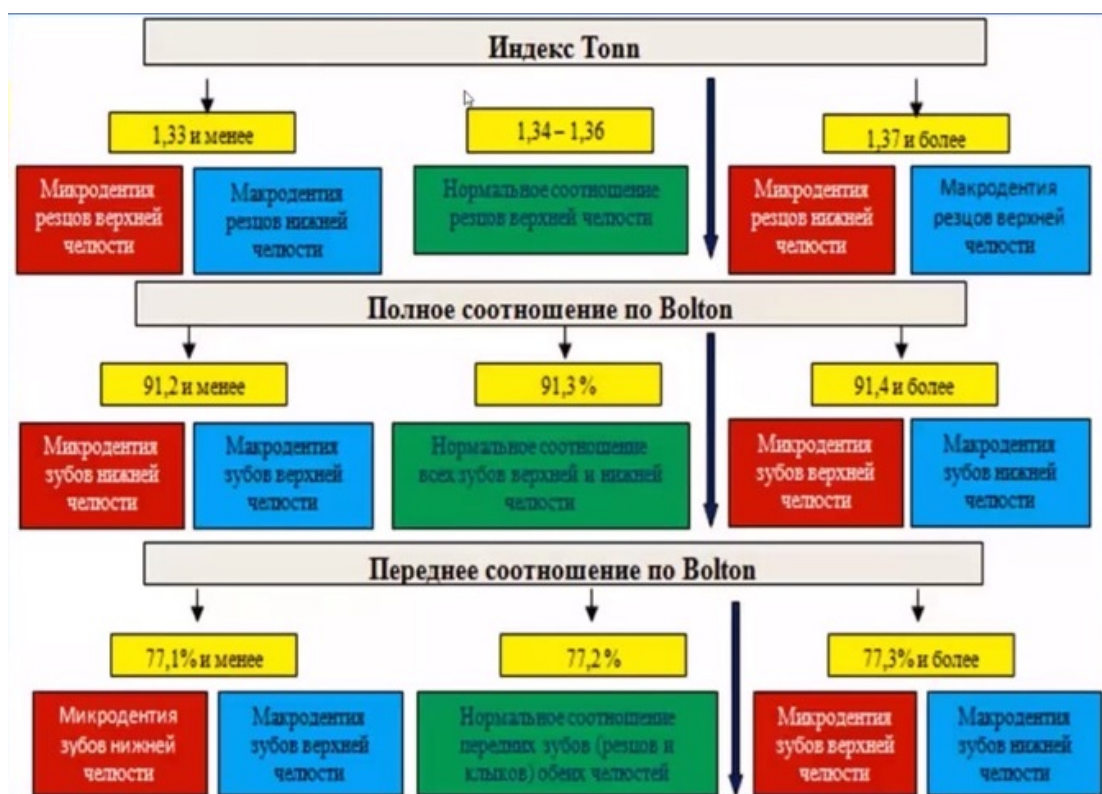 Индекс Tonn
1,33 и менее
1,34 – 1,36
1,37 и более
Микродентия
резцов верхней
челюсти
Макродентия
резцов нижней
челюсти
Нормальное соотношение
резцов верхней челюсти
Микродентия
резцов нижней
челюсти
Макродентия
резцов верхней
челюсти
Полное соотношение по Bolton
91,2 и менее
91,3 %
91,4 и более
Микродентия
зубов нижней
челюсти
Макродентия
зубов верхней
челюсти
Нормальное соотношение
всех зубов верхней и нижней
челюсти
Микродентия
зубов верхней
челюсти
Макродентия
зубов нижней
челюсти
Переднее соотношение по Bolton
77,1% и менее
77,2 %
77,3% и более
Микродентия
зубов нижней
челюсти
Макродентия
зубов верхней
челюсти
Нормальное соотношение
передних зубов (резцов и
клыков) обеих челюстей
Микродентия
зубов верхней
челюсти
Макродентия
зубов нижней
челюсти